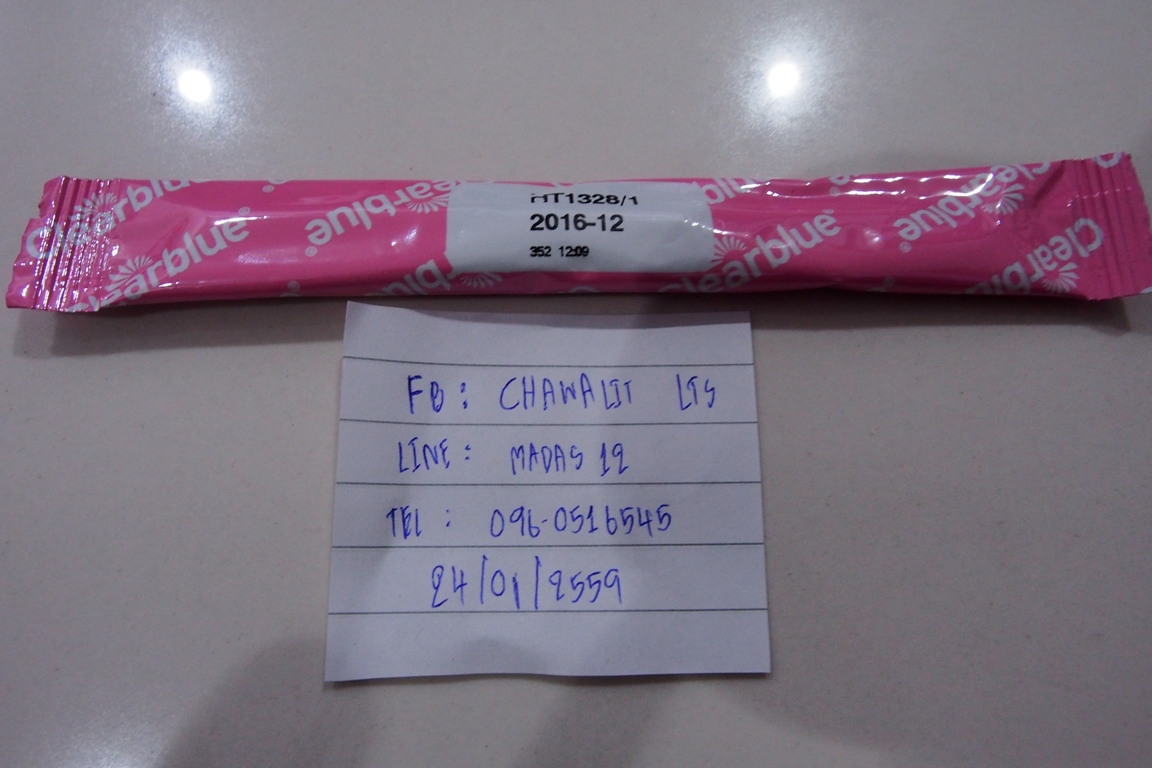 Clearblue® Clearblue® Clearblue® Clearblue®
HT1328/1
2016-12
352 12:09
FB: CHAWALIT LTS
LINE: MADAS 12
TEL: 096-0516545
24/01/2559